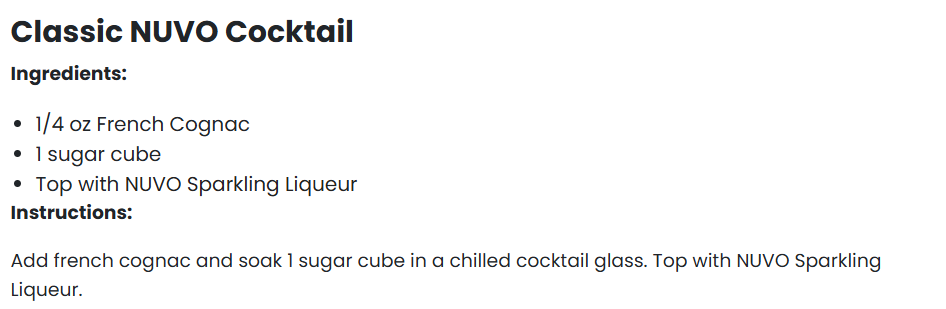 Classic NUVO Cocktail
Ingredients:
• 1/4 oz French Cognac
• 1 sugar cube
• Top with NUVO Sparkling Liqueur
Instructions:
Add french cognac and soak 1 sugar cube in a chilled cocktail glass. Top with NUVO Sparkling
Liqueur.